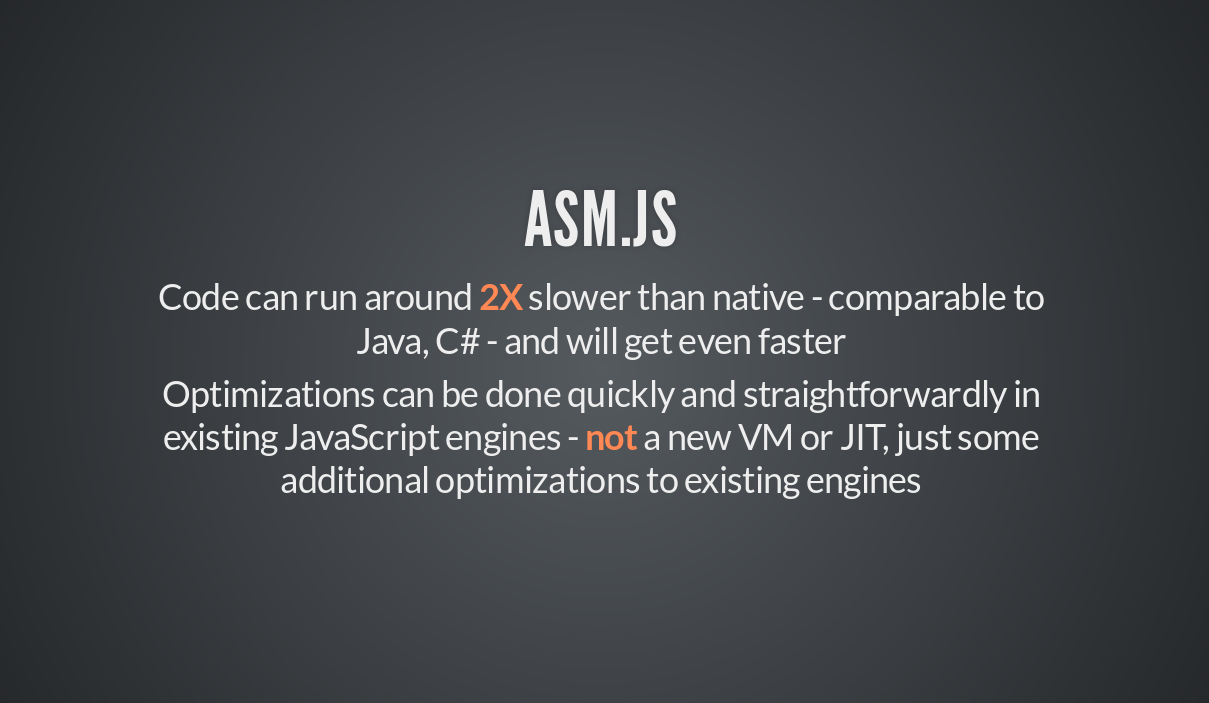 ASM.JS
Code can run around 2X slower than native - comparable to
Java, C# - and will get even faster
Optimizations can be done quickly and straightforwardly in
existing JavaScript engines - not a new VM or JIT, just some
additional optimizations to existing engines